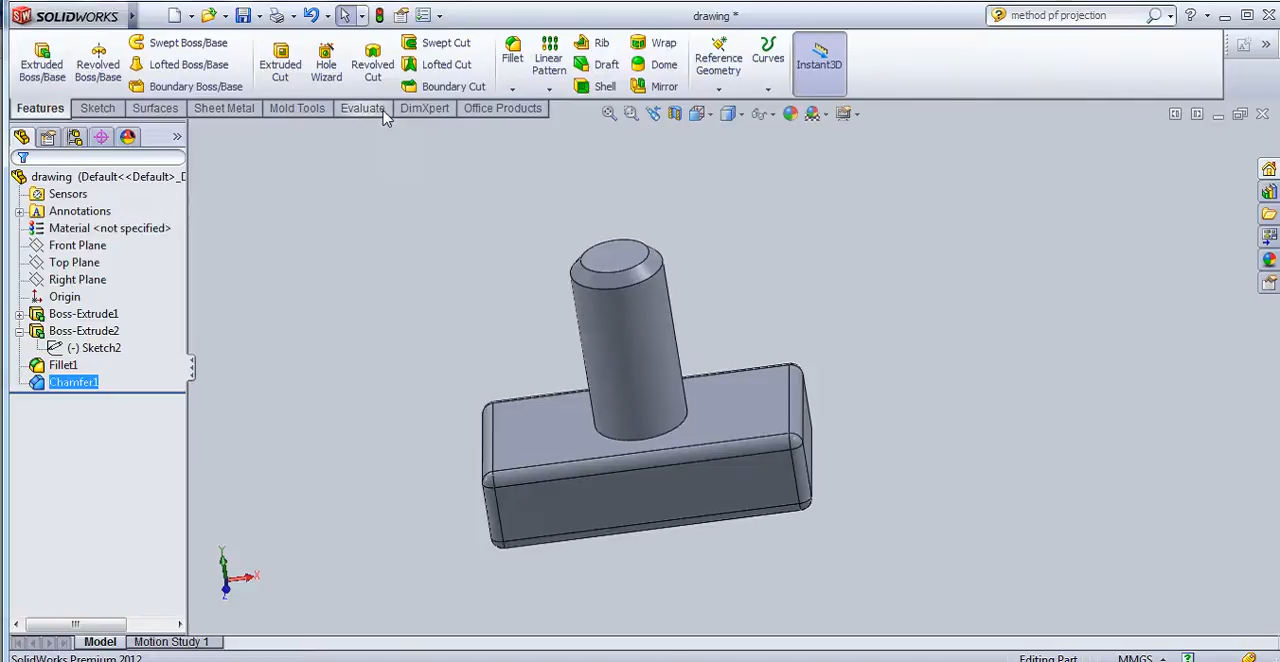 SOLIDWORKS drawing * method of projection
Extruded Boss/Base Revolved Boss/Base Swept Boss/Base Lofted Boss/Base Boundary Boss/Base Extruded Cut Hole Wizard Revolved Cut Swept Cut Lofted Cut Boundary Cut Fillet Linear Pattern Rib Draft Shell Wrap Dome Mirror Reference Geometry Curves Instant3D
Features Sketch Surfaces Sheet Metal Mold Tools Evaluate DimXpert Office Products
drawing (Default<<Default>_D
Sensors
Annotations
Material <not specified>
Front Plane
Top Plane
Right Plane
Origin
Boss-Extrude1
Boss-Extrude2
(-) Sketch2
Fillet1
Chamfer1
Y
X
Z
Model Motion Study 1
SolidWorks Premium 2012 Editing Part MMGS